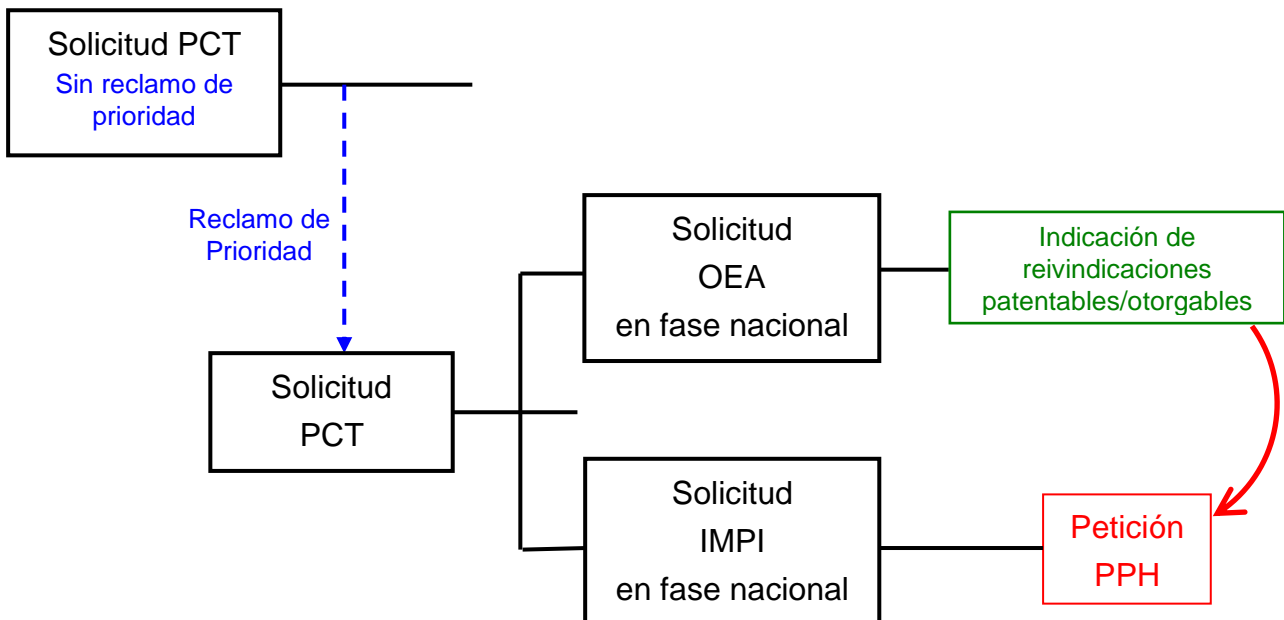 Solicitud PCT
Sin reclamo de
prioridad
Reclamo de
Prioridad
Solicitud
PCT
Solicitud
OEA
en fase nacional
Indicación de
reivindicaciones
patentables/otorgables
Solicitud
IMPI
en fase nacional
Petición
PPH